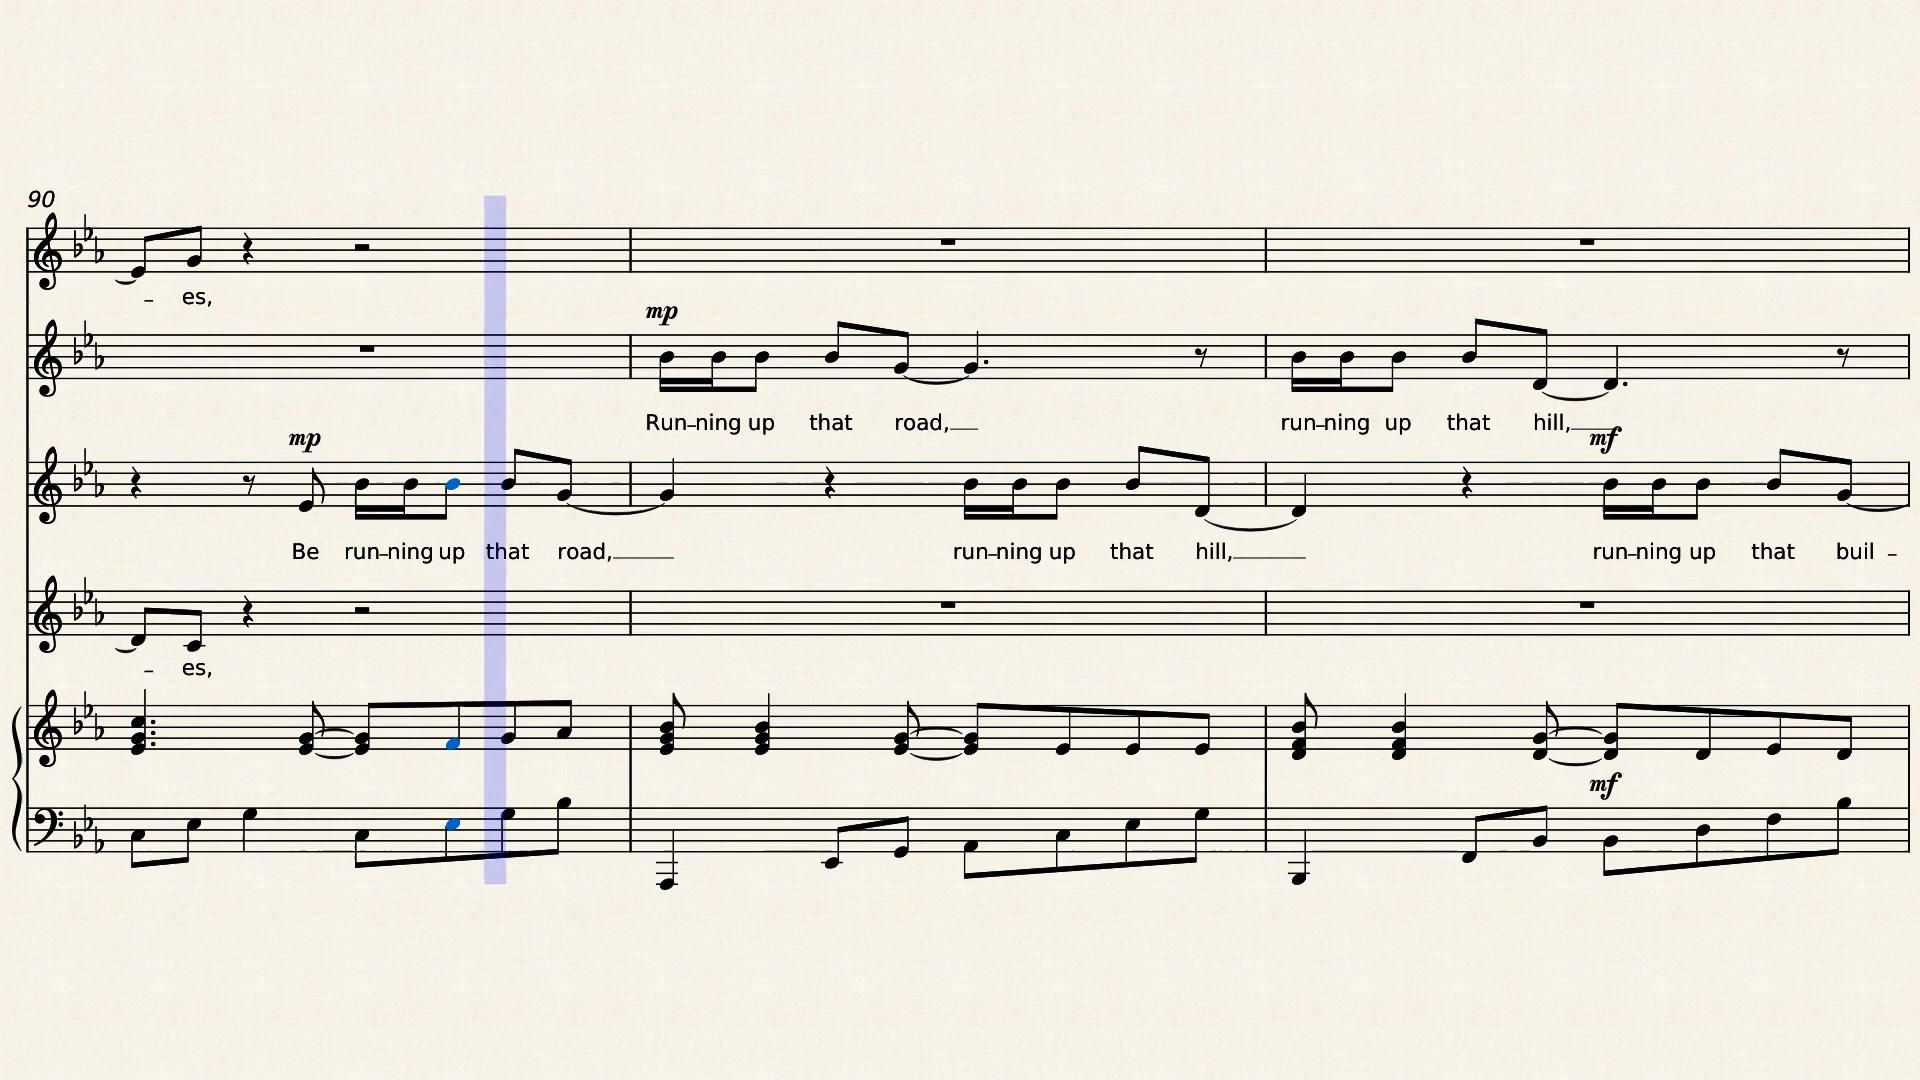 90
– es,
mp
Run-ning up that road,
run-ning up that hill,
mp
mf
Be run-ning up that road,
run-ning up that hill,
run-ning up that buil –
– es,
mf